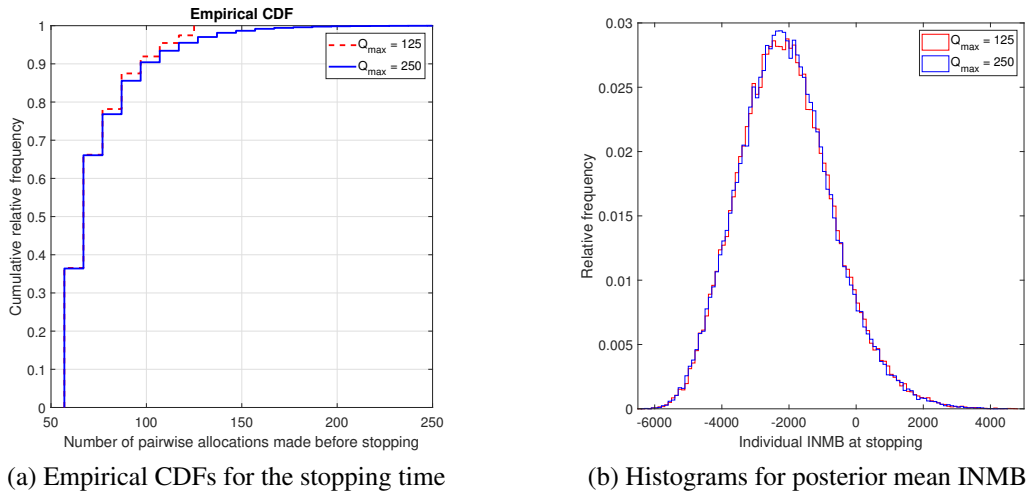 Empirical CDF
1
0.9
0.8
0.7
0.6
0.5
0.4
0.3
0.2
0.1
0
Cumulative relative frequency
Q_max = 125
Q_max = 250
50
100
150
200
250
Number of pairwise allocations made before stopping
(a) Empirical CDFs for the stopping time
0.03
0.025
0.02
0.015
0.01
0.005
0
Relative frequency
Q_max = 125
Q_max = 250
-6000
-4000
-2000
0
2000
4000
Individual INMB at stopping
(b) Histograms for posterior mean INMB